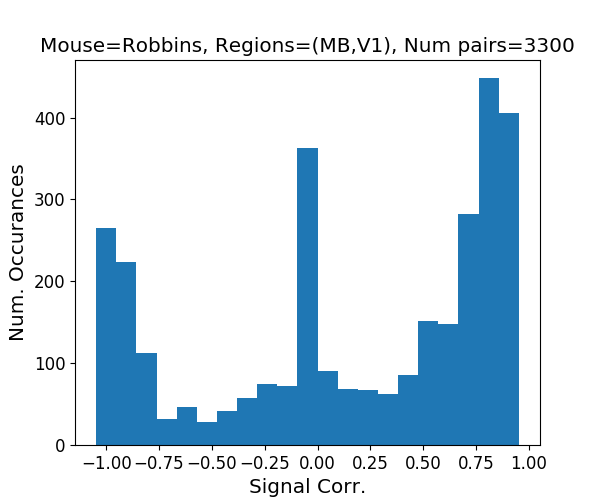 Mouse=Robbins, Regions=(MB,V1), Num pairs=3300
Num. Occurances
400
300
200
100
0
−1.00 −0.75 −0.50 −0.25 0.00 0.25 0.50 0.75 1.00
Signal Corr.